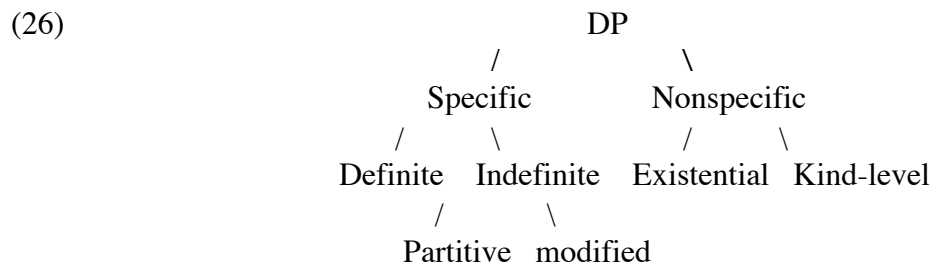 (26) DP
/ \
Specific Nonspecific
/ \ / \
Definite Indefinite Existential Kind-level
/ \
Partitive modified